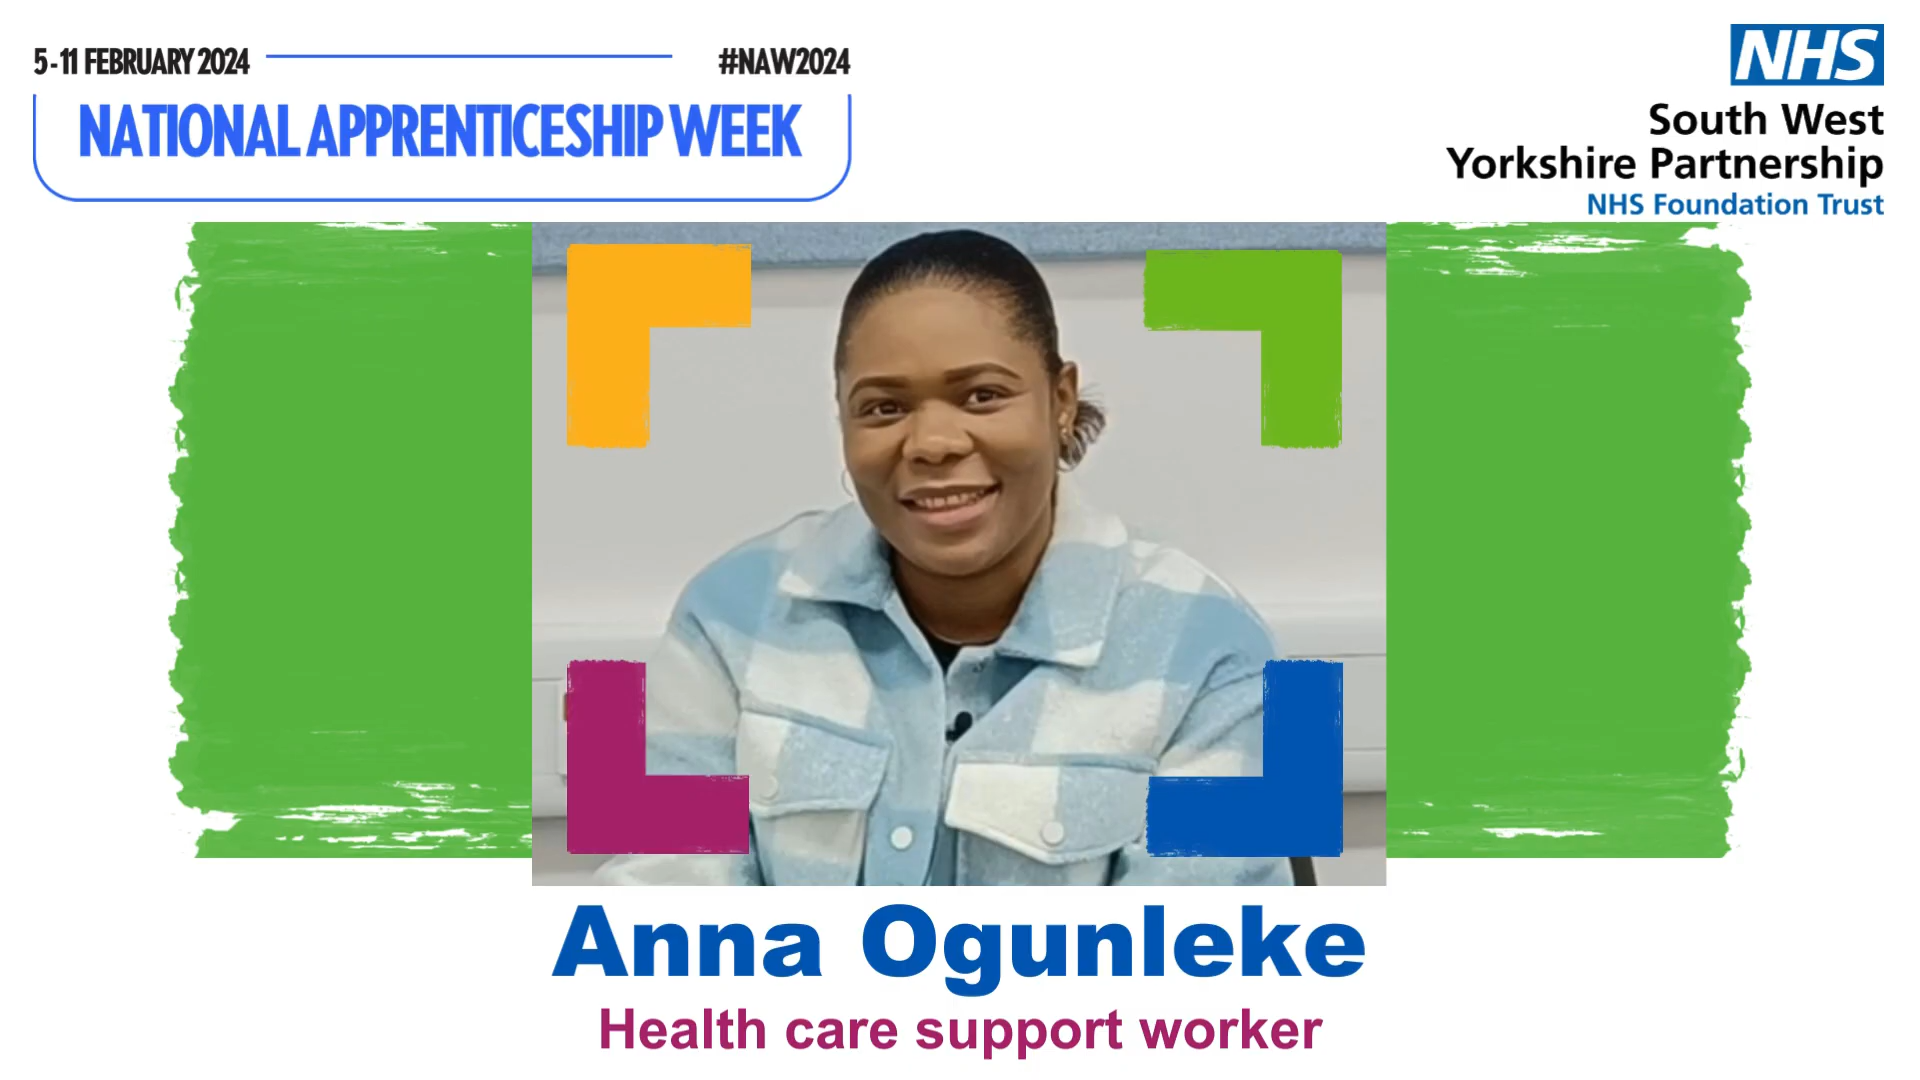 5-11 FEBRUARY 2024
#NAW2024
NATIONAL APPRENTICESHIP WEEK
NHS
South West
Yorkshire Partnership
NHS Foundation Trust
Anna Ogunleke
Health care support worker